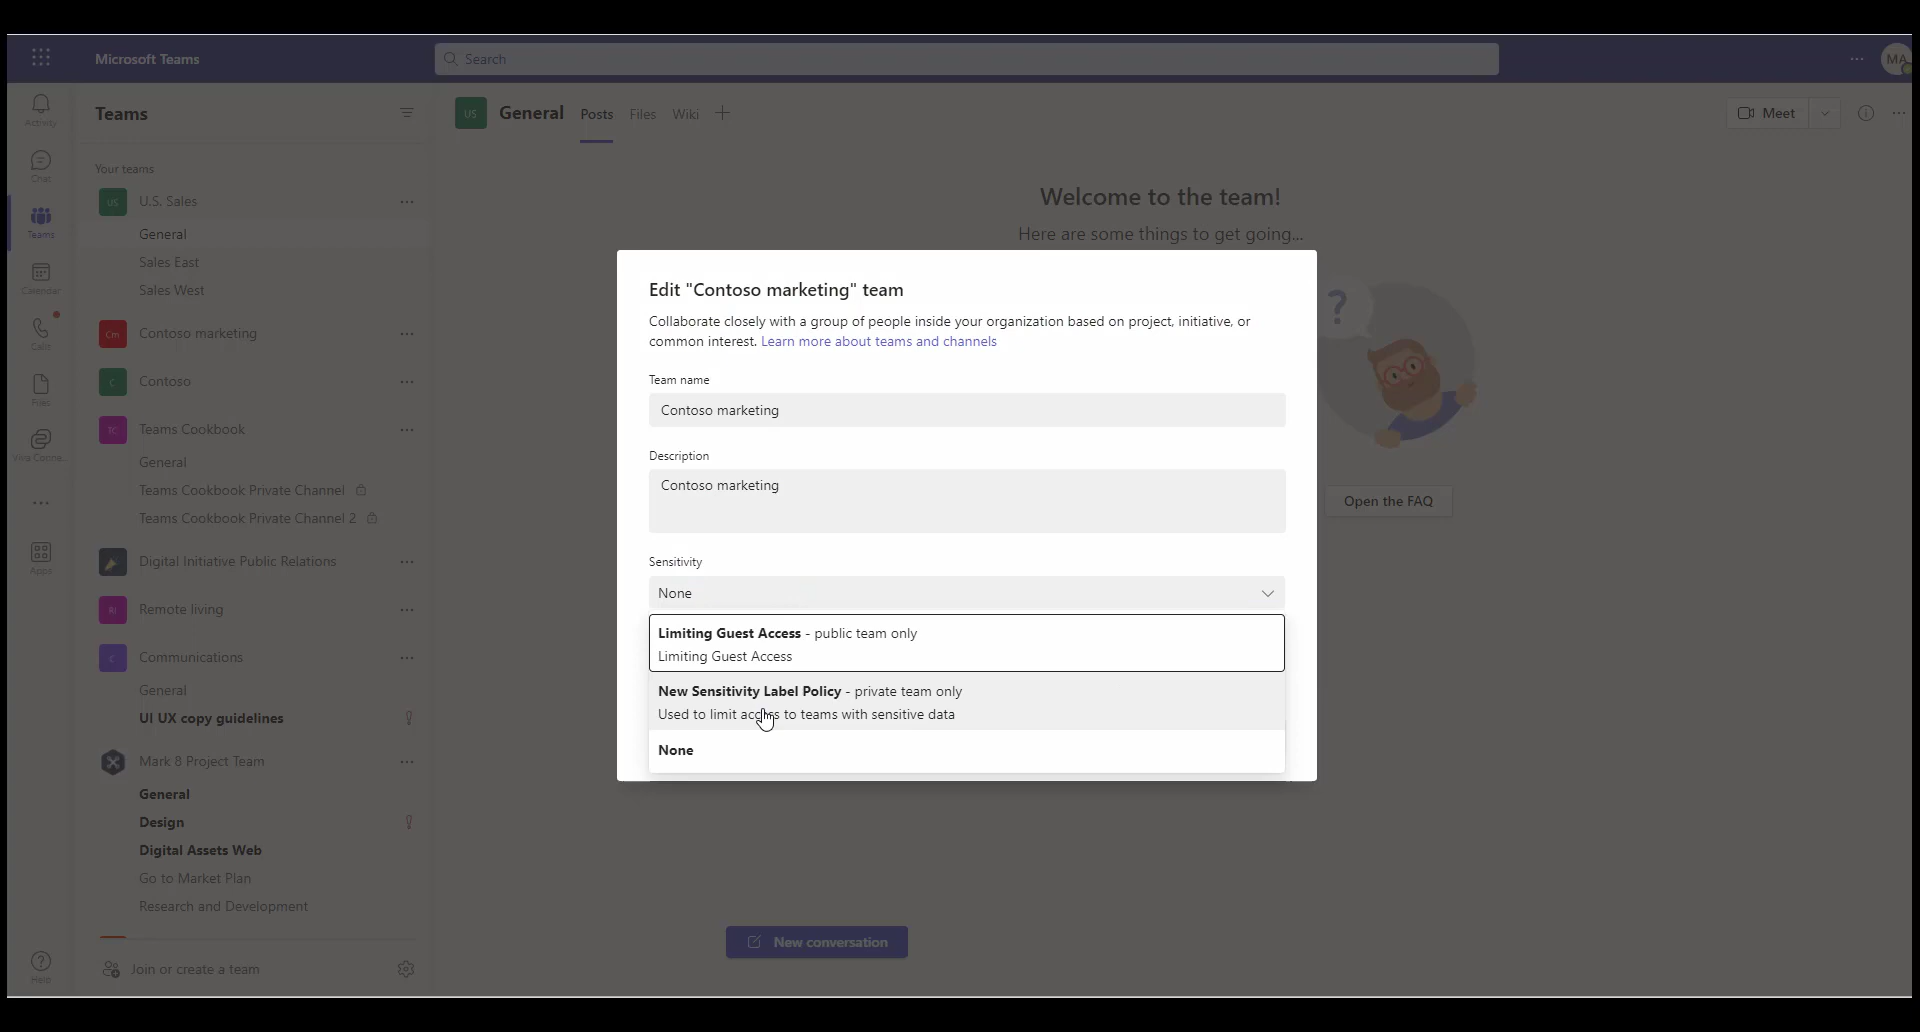 Microsoft Teams
Search
MA
Activity
Chat
Teams
Calendar
Calls
Files
Viva Conne...
Apps
Help
Teams
Your teams
US
U.S. Sales
General
Sales East
Sales West
Cm
Contoso marketing
C
Contoso
TC
Teams Cookbook
General
Teams Cookbook Private Channel
Teams Cookbook Private Channel 2
Digital Initiative Public Relations
Rl
Remote living
C
Communications
General
UI UX copy guidelines
Mark 8 Project Team
General
Design
Digital Assets Web
Go to Market Plan
Research and Development
Join or create a team
US
General
Posts
Files
Wiki
Meet
Welcome to the team!
Here are some things to get going...
?
Open the FAQ
New conversation
Edit "Contoso marketing" team
Collaborate closely with a group of people inside your organization based on project, initiative, or
common interest. Learn more about teams and channels
Team name
Contoso marketing
Description
Contoso marketing
Sensitivity
None
Limiting Guest Access - public team only
Limiting Guest Access
New Sensitivity Label Policy - private team only
Used to limit access to teams with sensitive data
None